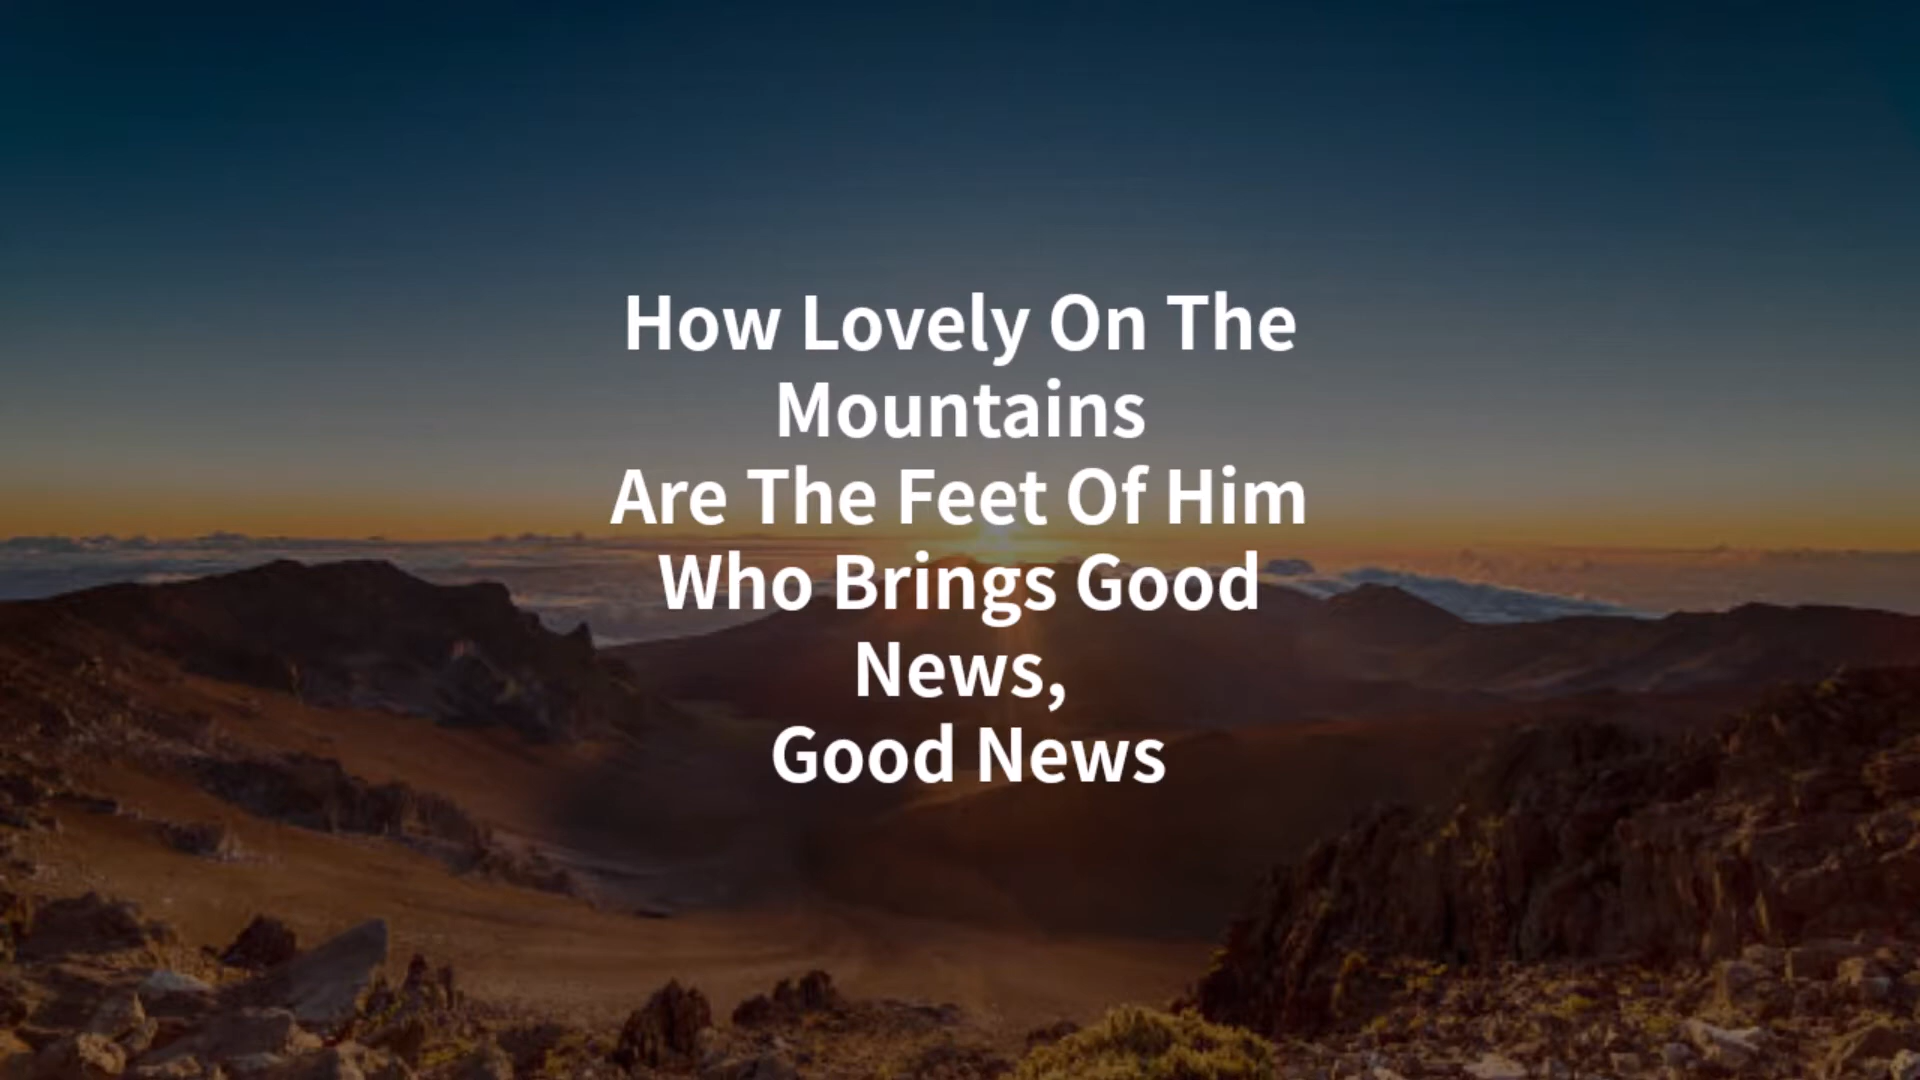 How Lovely On The
Mountains
Are The Feet Of Him
Who Brings Good
News,
Good News